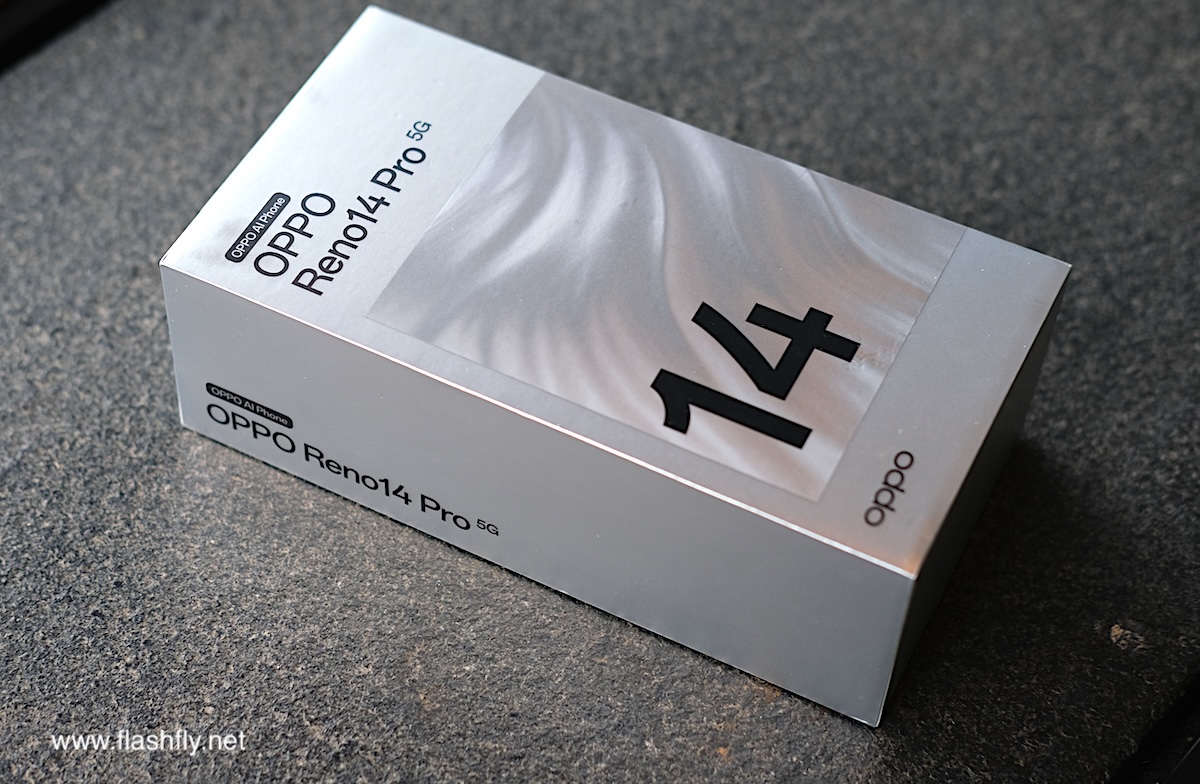 OPPO AI Phone
OPPO
Reno14 Pro 5G
14
oppo
OPPO AI Phone
OPPO Reno14 Pro 5G
www.flashfly.net